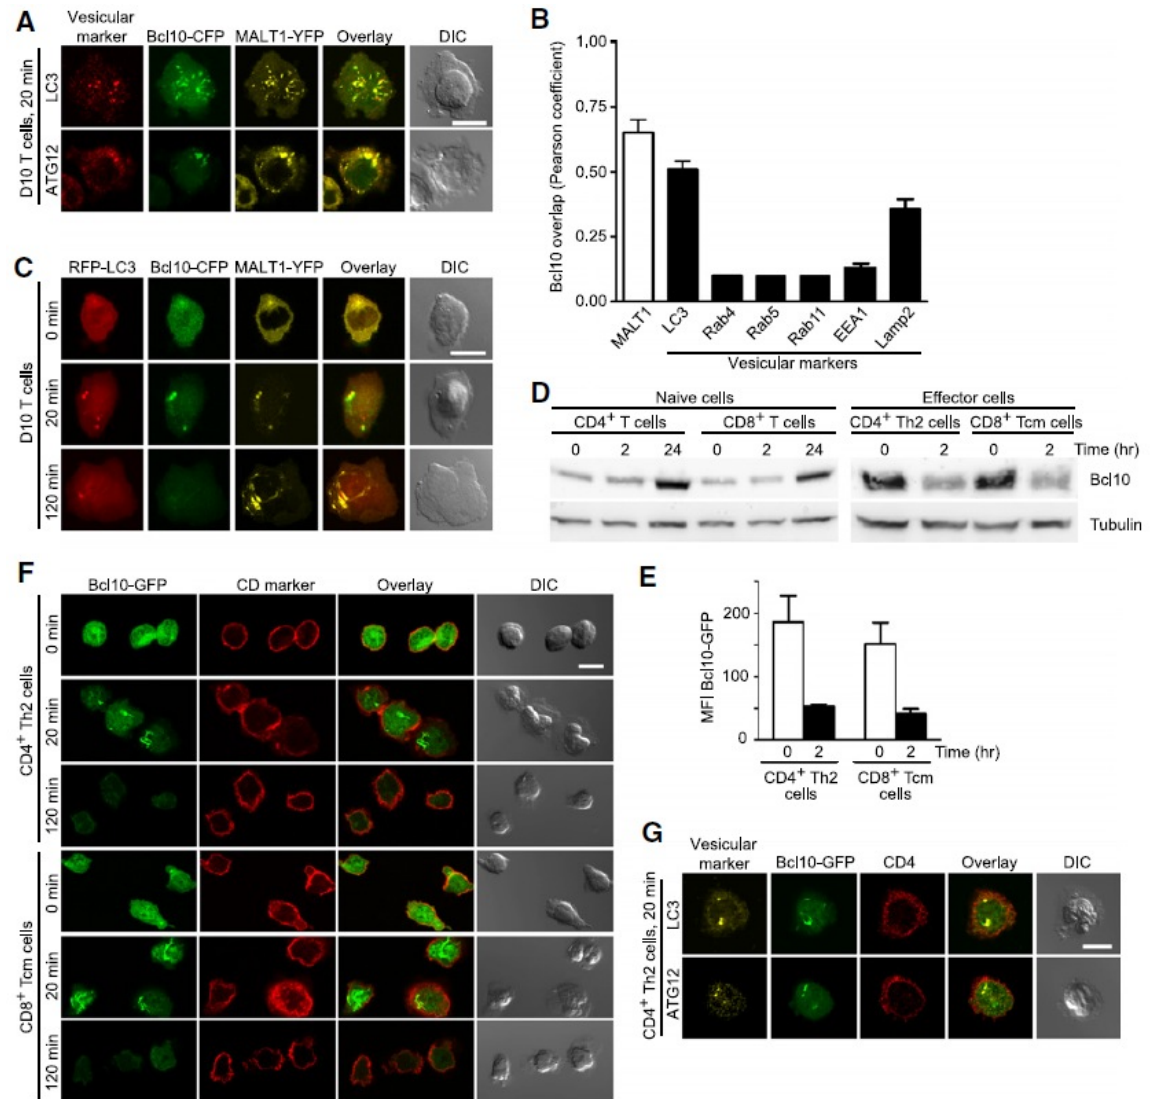 A
Vesicular
marker Bcl10-CFP MALT1-YFP Overlay DIC
D10 T cells, 20 min
LC3
ATG12
B
Bcl10 overlap (Pearson coefficient)
1.00
0.75
0.50
0.25
0.00
MALT1 LC3 Rab4 Rab5 Rab11 EEA1 Lamp2
Vesicular markers
C
RFP-LC3 Bcl10-CFP MALT1-YFP Overlay DIC
D10 T cells
0 min
20 min
120 min
D
Naive cells Effector cells
CD4+ T cells CD8+ T cells CD4+ Th2 cells CD8+ Tcm cells
0 2 24 0 2 24 0 2 0 2 Time (hr)
Bcl10
Tubulin
F
Bcl10-GFP CD marker Overlay DIC
CD4+ Th2 cells
0 min
20 min
120 min
CD8+ Tcm cells
0 min
20 min
120 min
E
MFI Bcl10-GFP
200
100
0
0 2 0 2 Time (hr)
CD4+ Th2 CD8+ Tcm
cells cells
G
Vesicular
marker Bcl10-GFP CD4 Overlay DIC
CD4+ Th2 cells, 20 min
LC3
ATG12